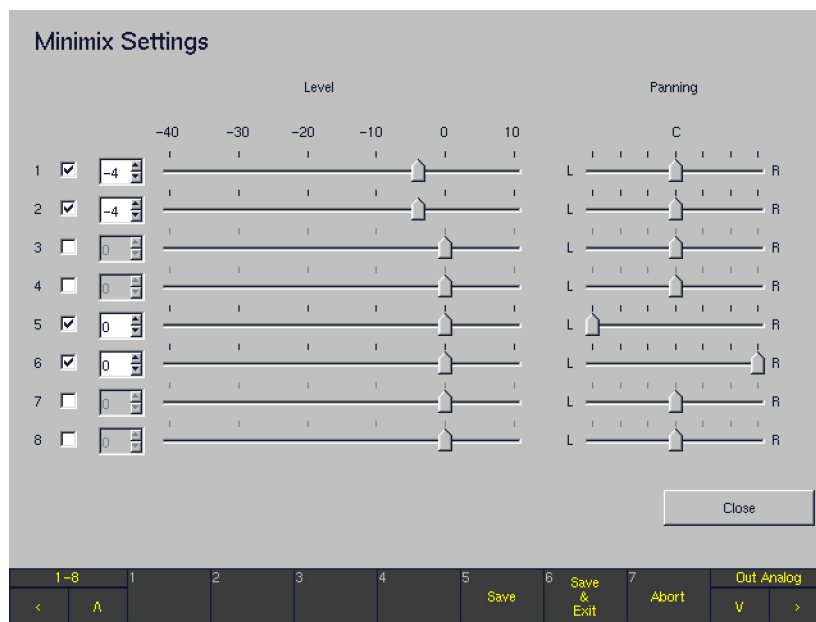 Minimix Settings
Level Panning
-40 -30 -20 -10 0 10 C
1 -4 L R
2 -4 L R
3 0 L R
4 0 L R
5 0 L R
6 0 L R
7 0 L R
8 0 L R
Close
1-8 1 2 3 4 5 Save 6 Save & Exit 7 Abort Out Analog
< Λ V >